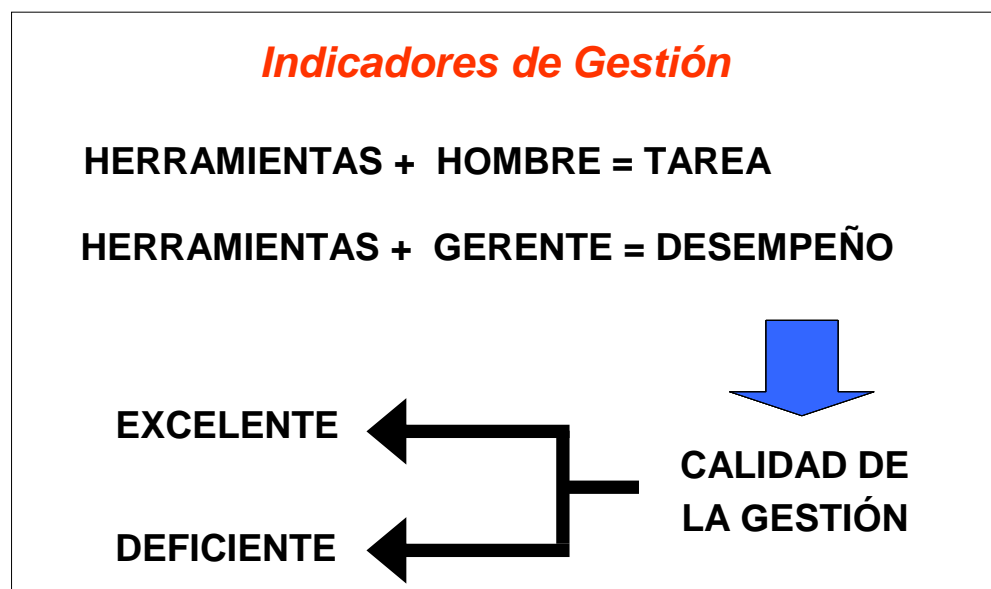 Indicadores de Gestión
HERRAMIENTAS + HOMBRE = TAREA
HERRAMIENTAS + GERENTE = DESEMPEÑO
EXCELENTE
CALIDAD DE
LA GESTIÓN
DEFICIENTE